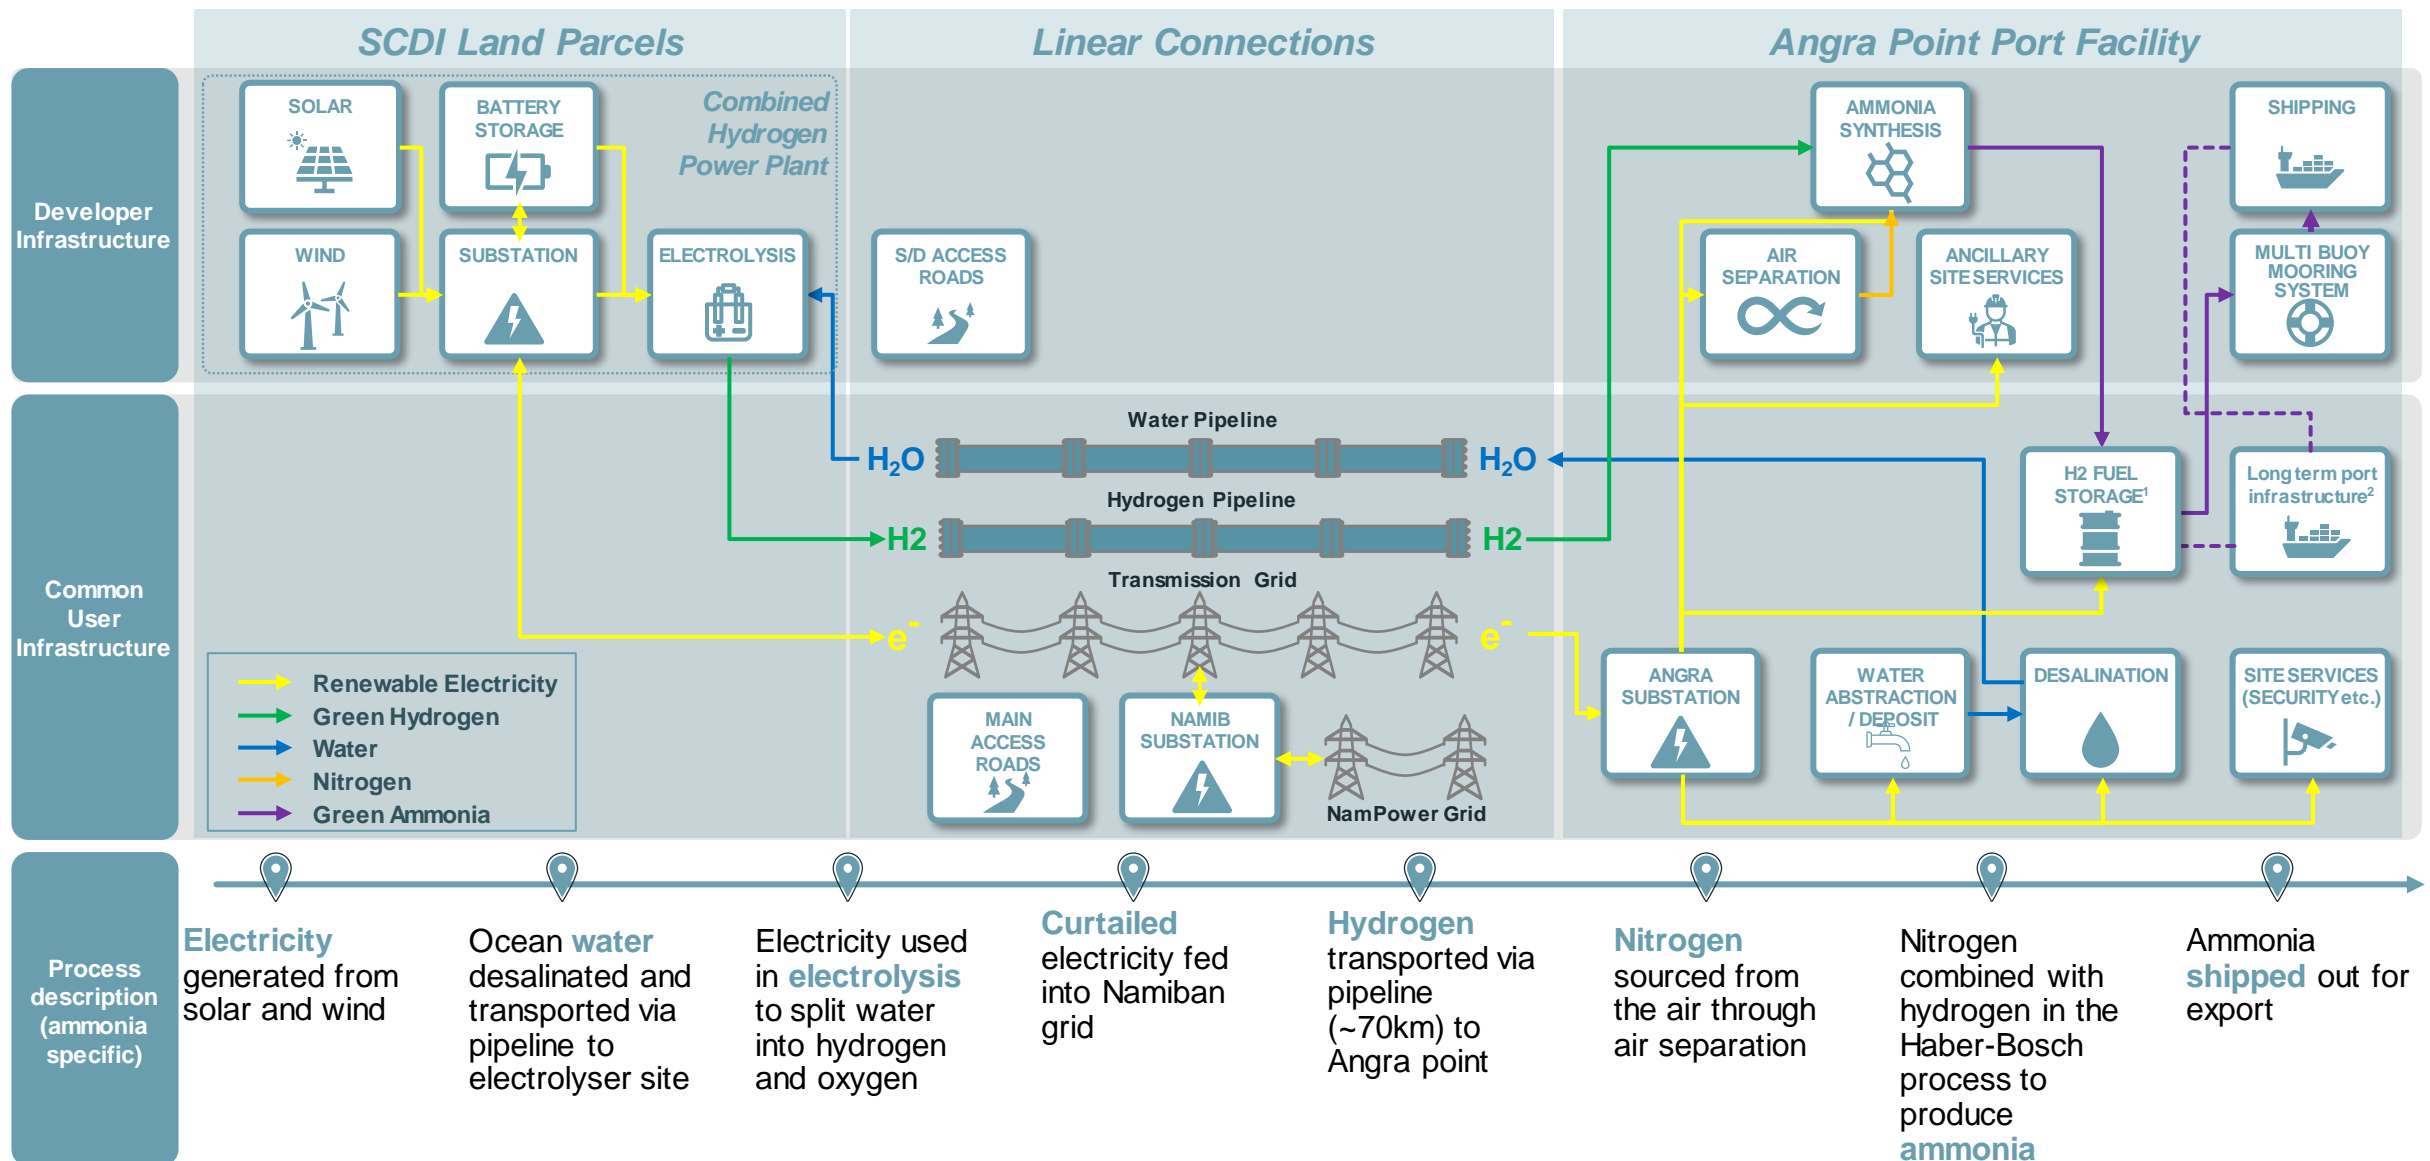 SCDI Land Parcels
Linear Connections
Angra Point Port Facility
Developer
Infrastructure
SOLAR
BATTERY
STORAGE
Combined
Hydrogen
Power Plant
WIND
SUBSTATION
ELECTROLYSIS
S/D ACCESS
ROADS
AMMONIA
SYNTHESIS
SHIPPING
AIR
SEPARATION
ANCILLARY
SITE SERVICES
MULTI BUOY
MOORING
SYSTEM
Common
User
Infrastructure
Water Pipeline
H₂O
H₂O
Hydrogen Pipeline
H2
H2
Transmission Grid
e⁻
e⁻
MAIN
ACCESS
ROADS
NAMIB
SUBSTATION
NamPower Grid
H2 FUEL
STORAGE¹
Long term port
infrastructure²
ANGRA
SUBSTATION
WATER
ABSTRACTION
/ DEPOSIT
DESALINATION
SITE SERVICES
(SECURITY etc.)
Renewable Electricity
Green Hydrogen
Water
Nitrogen
Green Ammonia
Process
description
(ammonia
specific)
Electricity
generated from
solar and wind
Ocean water
desalinated and
transported via
pipeline to
electrolyser site
Electricity used
in electrolysis
to split water
into hydrogen
and oxygen
Curtailed
electricity fed
into Namiban
grid
Hydrogen
transported via
pipeline
(~70km) to
Angra point
Nitrogen
sourced from
the air through
air separation
Nitrogen
combined with
hydrogen in the
Haber-Bosch
process to
produce
ammonia
Ammonia
shipped out for
export